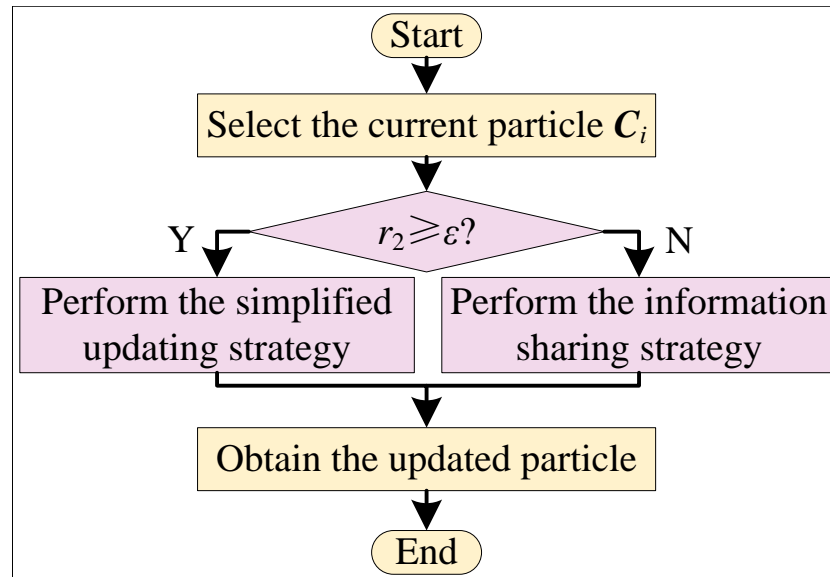 Start
Select the current particle C_i
r_2⩾ε?
Y
N
Perform the simplified
updating strategy
Perform the information
sharing strategy
Obtain the updated particle
End